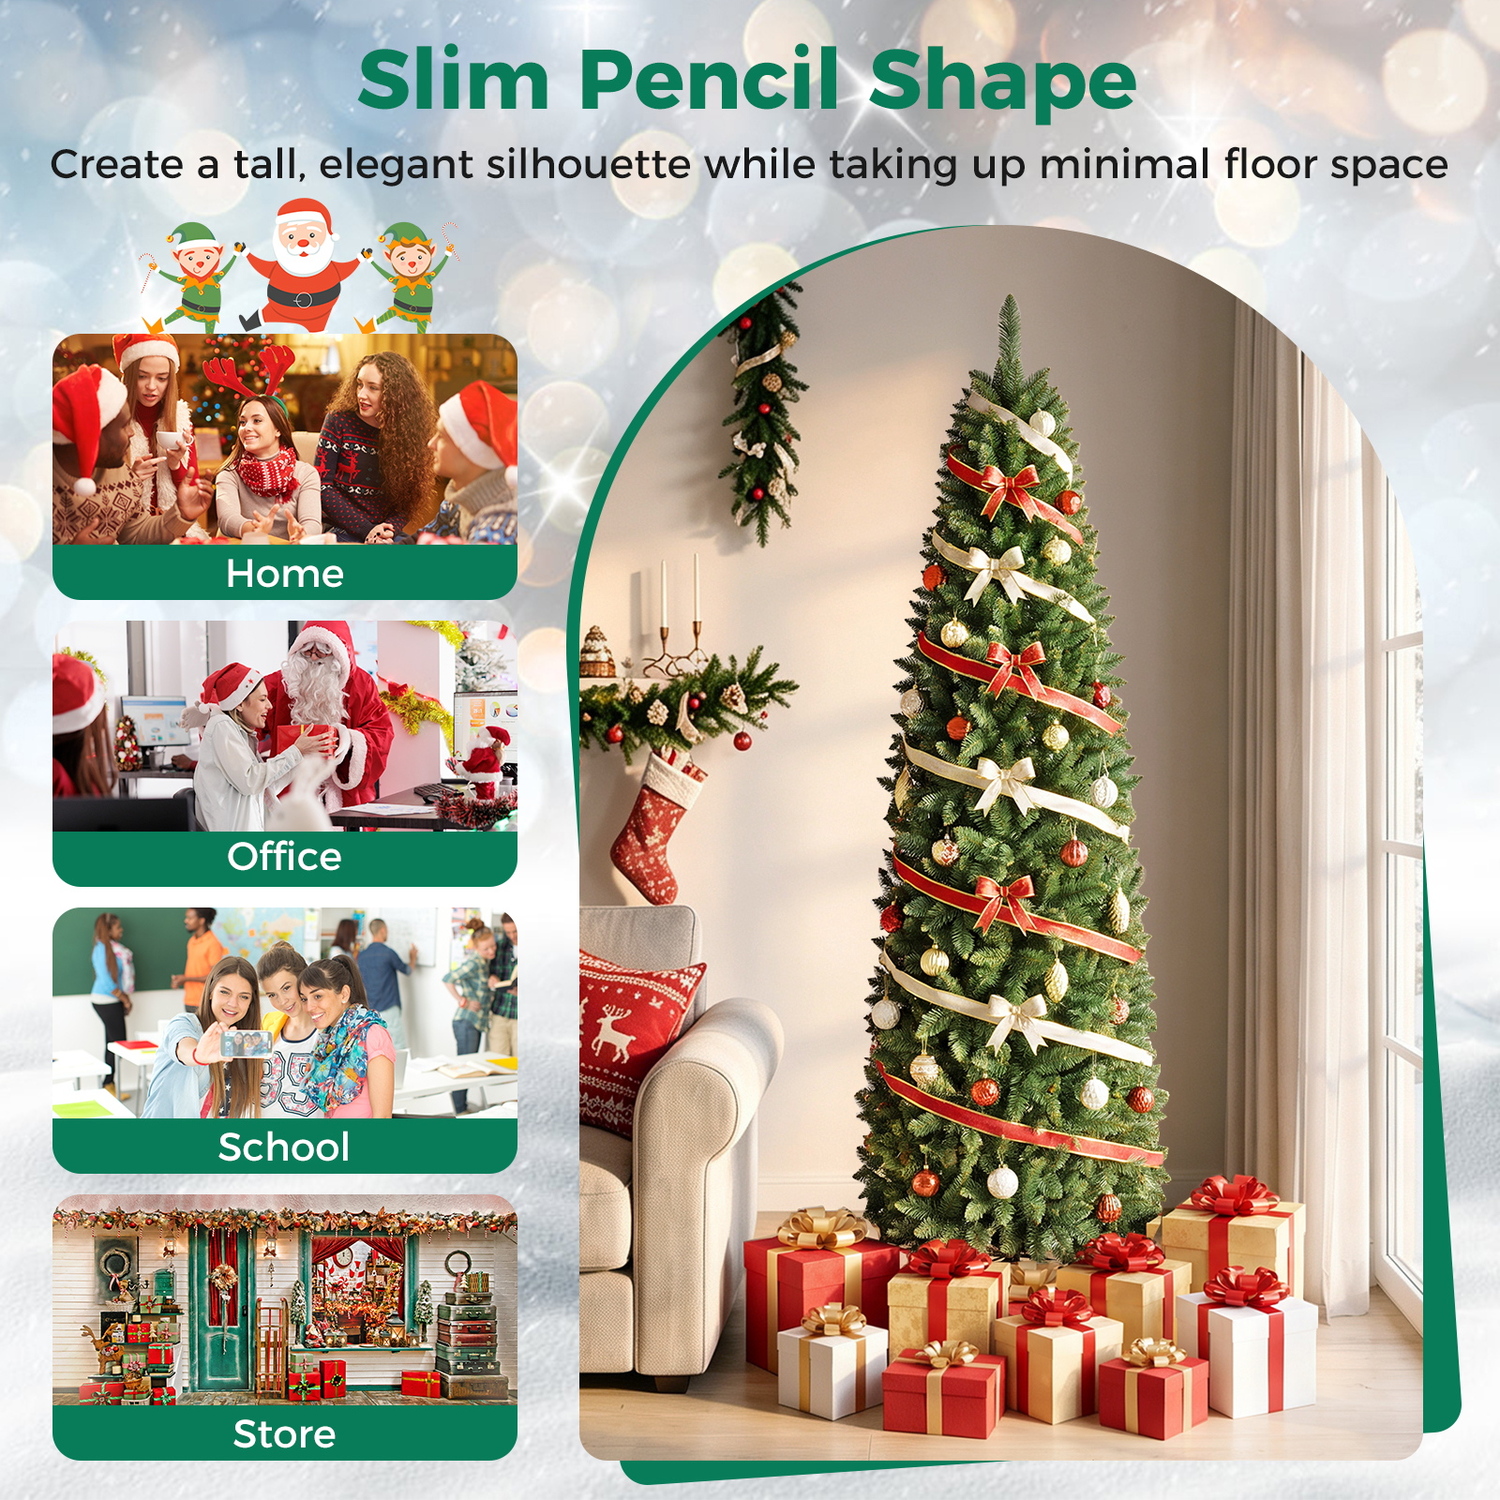 Slim Pencil Shape
Create a tall, elegant silhouette while taking up minimal floor space
Home
Office
School
Store